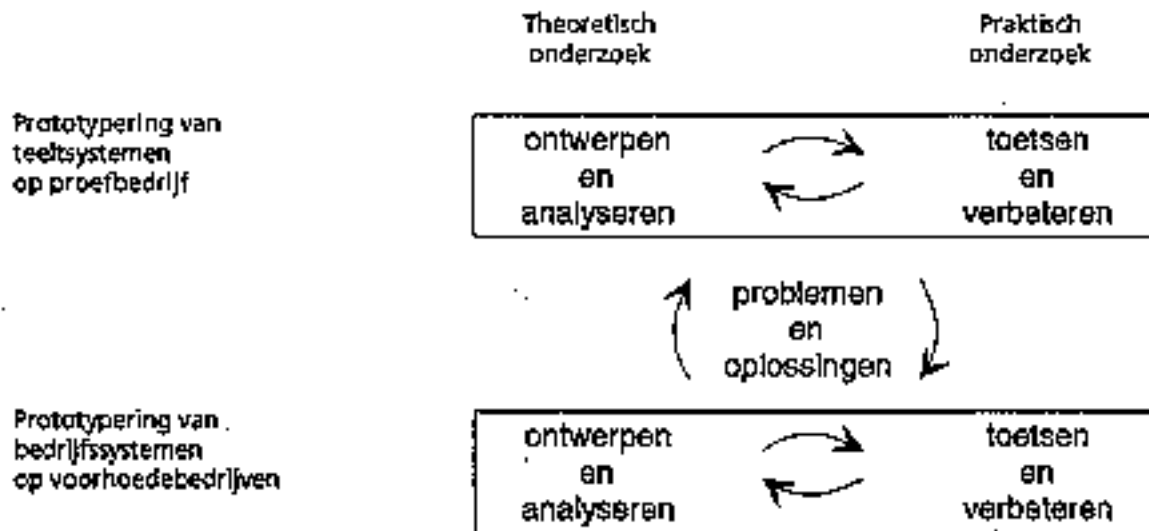 Theoretisch
onderzoek
Praktisch
onderzoek
Prototypering van
teeltsystemen
op proefbedrijf
ontwerpen
en
analyseren
toetsen
en
verbeteren
problemen
en
oplossingen
Prototypering van
bedrijfssystemen
op voorhoedebedrijven
ontwerpen
en
analyseren
toetsen
en
verbeteren